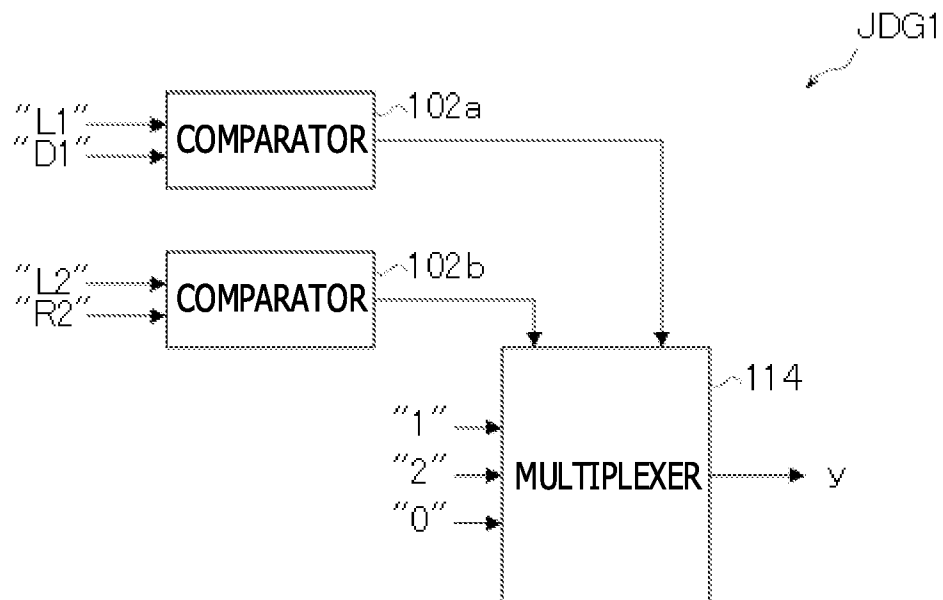 JDG1
"L1"
"D1"
COMPARATOR
102a
"L2"
"R2"
COMPARATOR
102b
114
"1"
"2"
"0"
MULTIPLEXER
y